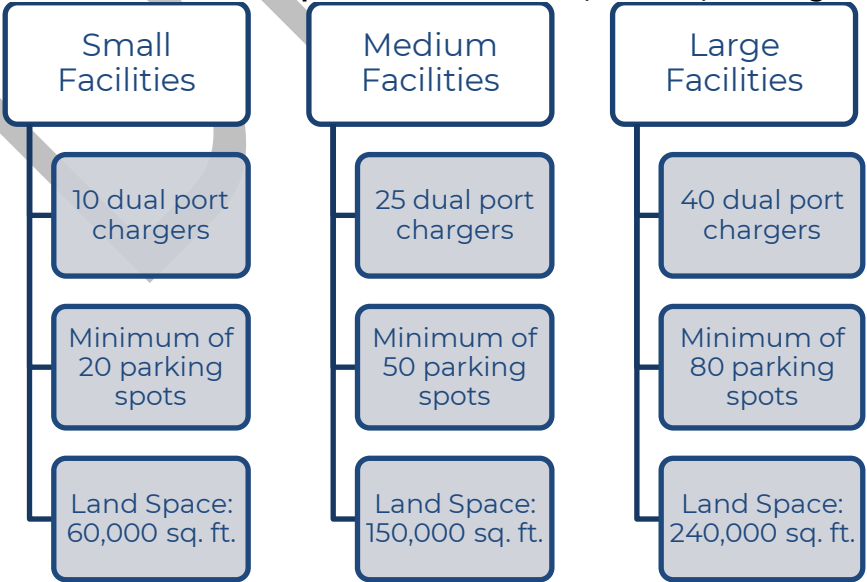 Small
Facilities
10 dual port
chargers
Minimum of
20 parking
spots
Land Space:
60,000 sq. ft.
Medium
Facilities
25 dual port
chargers
Minimum of
50 parking
spots
Land Space:
150,000 sq. ft.
Large
Facilities
40 dual port
chargers
Minimum of
80 parking
spots
Land Space:
240,000 sq. ft.